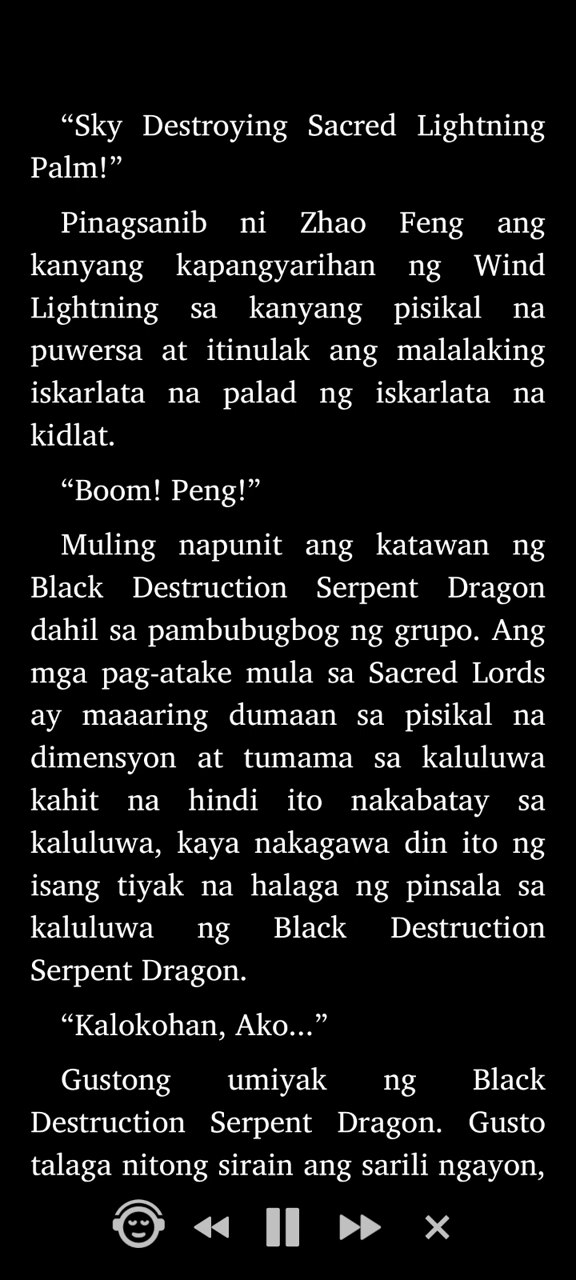 “Sky Destroying Sacred Lightning
Palm!”
Pinagsanib ni Zhao Feng ang
kanyang kapangyarihan ng Wind
Lightning sa kanyang pisikal na
puwersa at itinulak ang malalaking
iskarlata na palad ng iskarlata na
kidlat.
“Boom! Peng!”
Muling napunit ang katawan ng
Black Destruction Serpent Dragon
dahil sa pambubugbog ng grupo. Ang
mga pag-atake mula sa Sacred Lords
ay maaaring dumaan sa pisikal na
dimensyon at tumama sa kaluluwa
kahit na hindi ito nakabatay sa
kaluluwa, kaya nakagawa din ito ng
isang tiyak na halaga ng pinsala sa
kaluluwa ng Black Destruction
Serpent Dragon.
“Kalokohan, Ako...”
Gustong umiyak ng Black
Destruction Serpent Dragon. Gusto
talaga nitong sirain ang sarili ngayon,